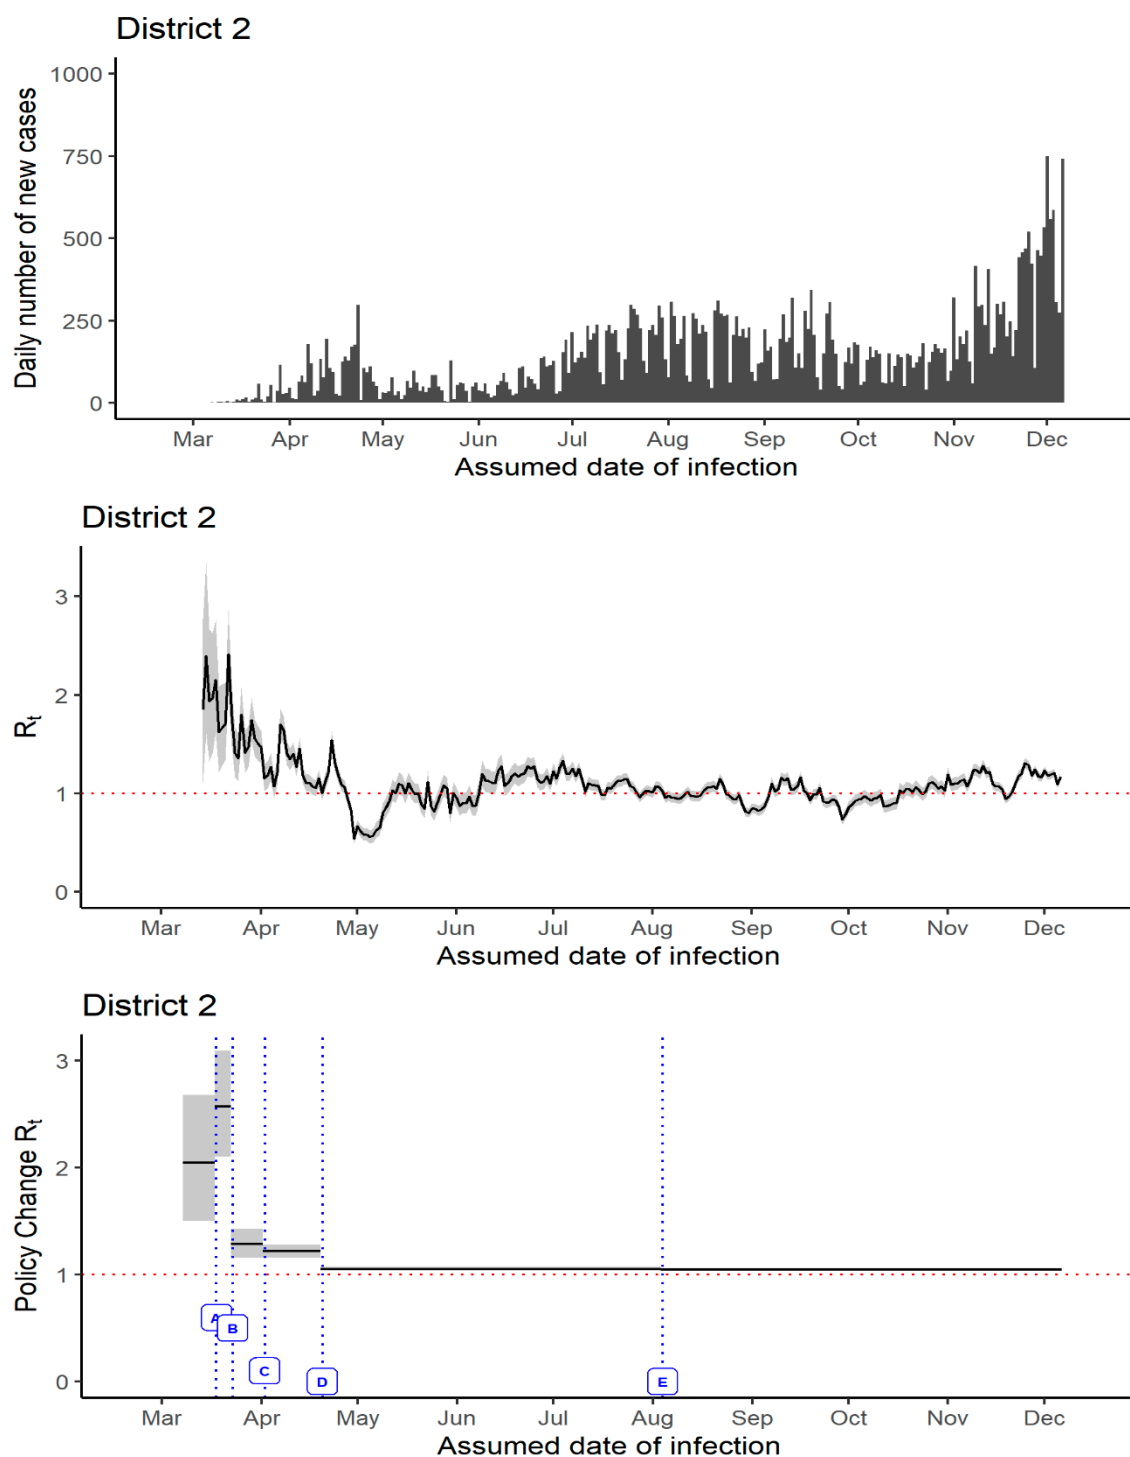 District 2
Daily number of new cases
1000
750
500
250
0
Mar Apr May Jun Jul Aug Sep Oct Nov Dec
Assumed date of infection
District 2
Rt
3
2
1
0
Mar Apr May Jun Jul Aug Sep Oct Nov Dec
Assumed date of infection
District 2
Policy Change Rt
3
2
1
0
A B C D E
Mar Apr May Jun Jul Aug Sep Oct Nov Dec
Assumed date of infection